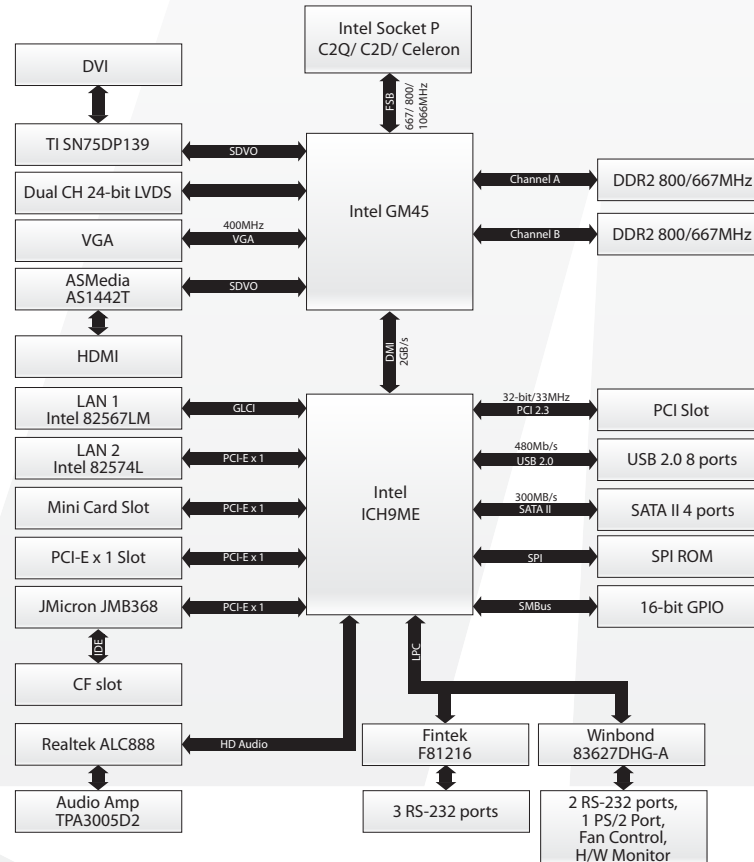 Intel Socket P
C2Q/ C2D/ Celeron
FSB
667/ 800/
1066MHz
DVI
TI SN75DP139
SDVO
Dual CH 24-bit LVDS
VGA
400MHz
VGA
ASMedia
AS1442T
SDVO
HDMI
Intel GM45
Channel A
DDR2 800/667MHz
Channel B
DDR2 800/667MHz
DMI
2GB/s
LAN 1
Intel 82567LM
GLCI
LAN 2
Intel 82574L
PCI-E x 1
Mini Card Slot
PCI-E x 1
PCI-E x 1 Slot
PCI-E x 1
JMicron JMB368
PCI-E x 1
IDE
CF slot
Intel
ICH9ME
32-bit/33MHz
PCI 2.3
PCI Slot
480Mb/s
USB 2.0
USB 2.0 8 ports
300MB/s
SATA II
SATA II 4 ports
SPI
SPI ROM
SMBus
16-bit GPIO
LPC
Realtek ALC888
HD Audio
Audio Amp
TPA3005D2
Fintek
F81216
3 RS-232 ports
Winbond
83627DHG-A
2 RS-232 ports,
1 PS/2 Port,
Fan Control,
H/W Monitor